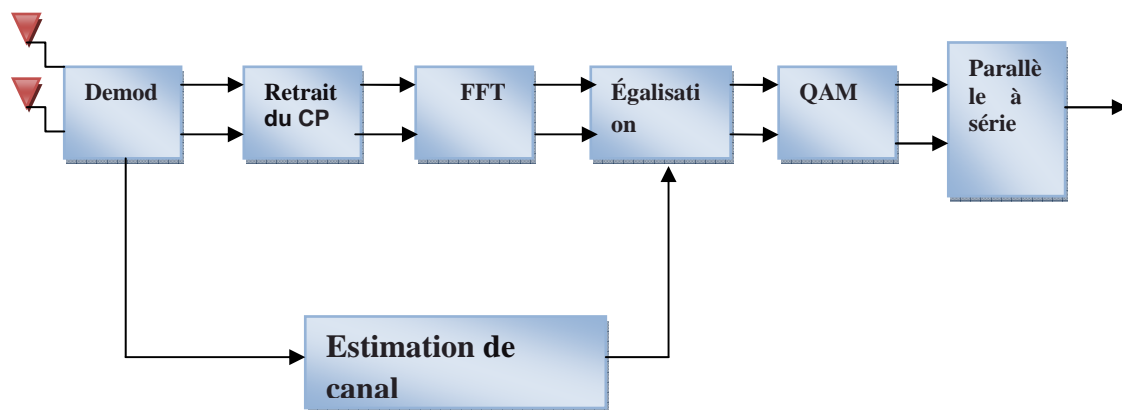 Demod
Retrait
du CP
FFT
Égalisati
on
QAM
Parallè
le à
série
Estimation de
canal